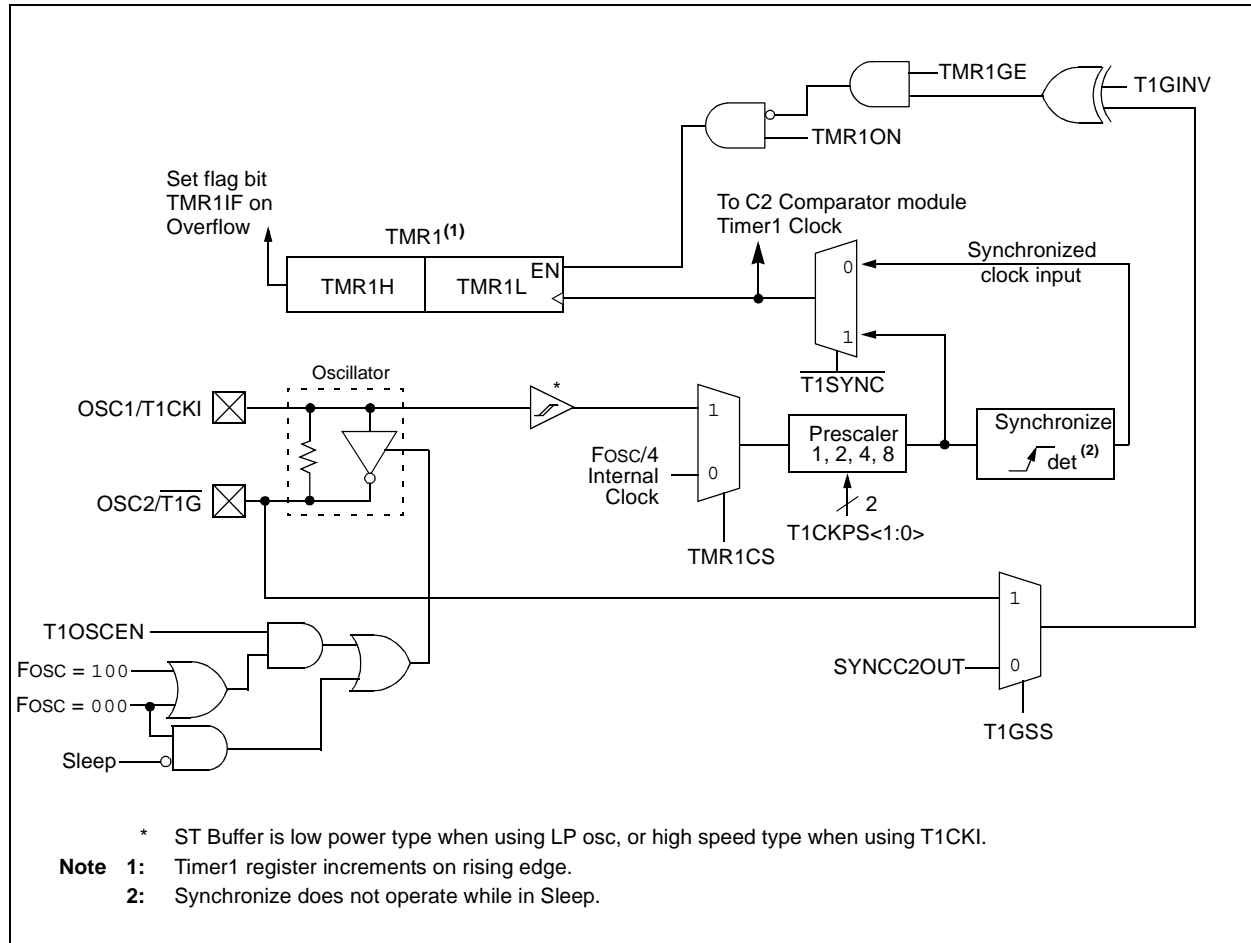 TMR1GE
T1GINV
TMR1ON
Set flag bit
TMR1IF on
Overflow
To C2 Comparator module
Timer1 Clock
TMR1(1)
EN
TMR1H
TMR1L
0
Synchronized
clock input
1
T1SYNC
Oscillator
*
OSC1/T1CKI
1
FOSC/4
Internal
Clock
0
Prescaler
1, 2, 4, 8
Synchronize
det (2)
OSC2/T1G
2
T1CKPS<1:0>
TMR1CS
1
T1OSCEN
SYNCC2OUT
0
FOSC = 100
FOSC = 000
T1GSS
Sleep
* ST Buffer is low power type when using LP osc, or high speed type when using T1CKI.
Note 1: Timer1 register increments on rising edge.
2: Synchronize does not operate while in Sleep.